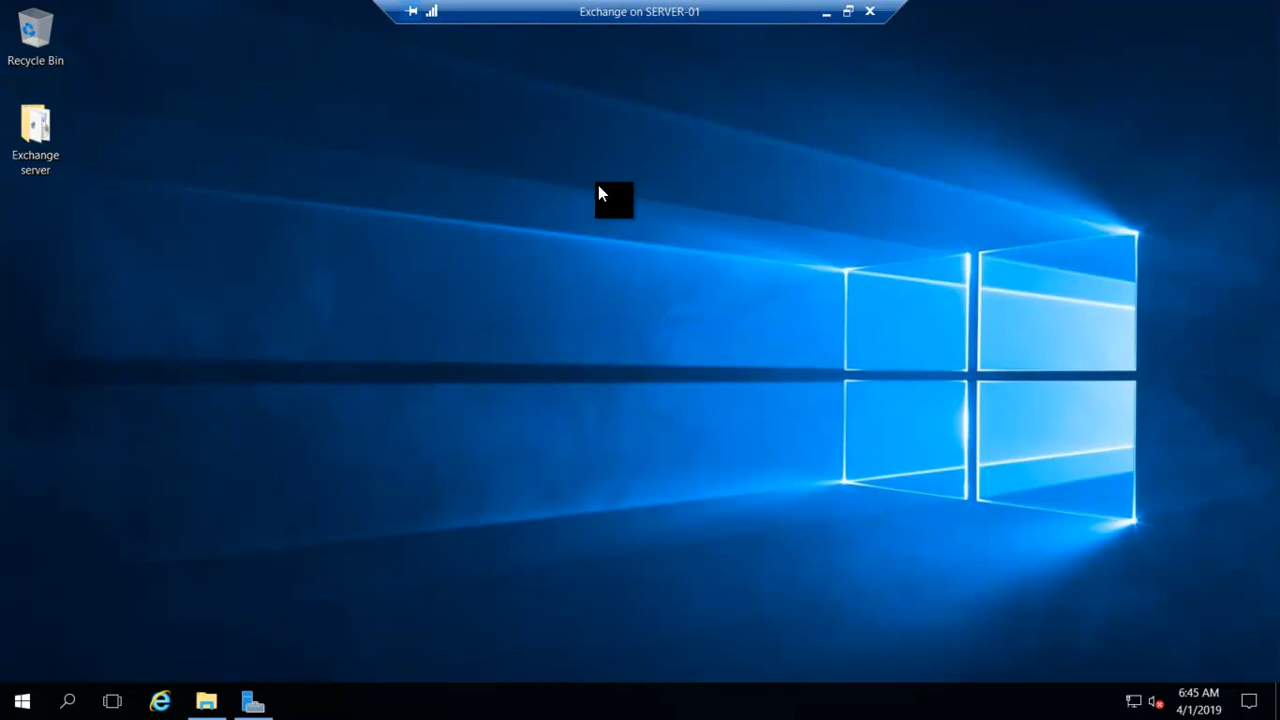 Exchange on SERVER-01
Recycle Bin
Exchange
server
6:45 AM
4/1/2019